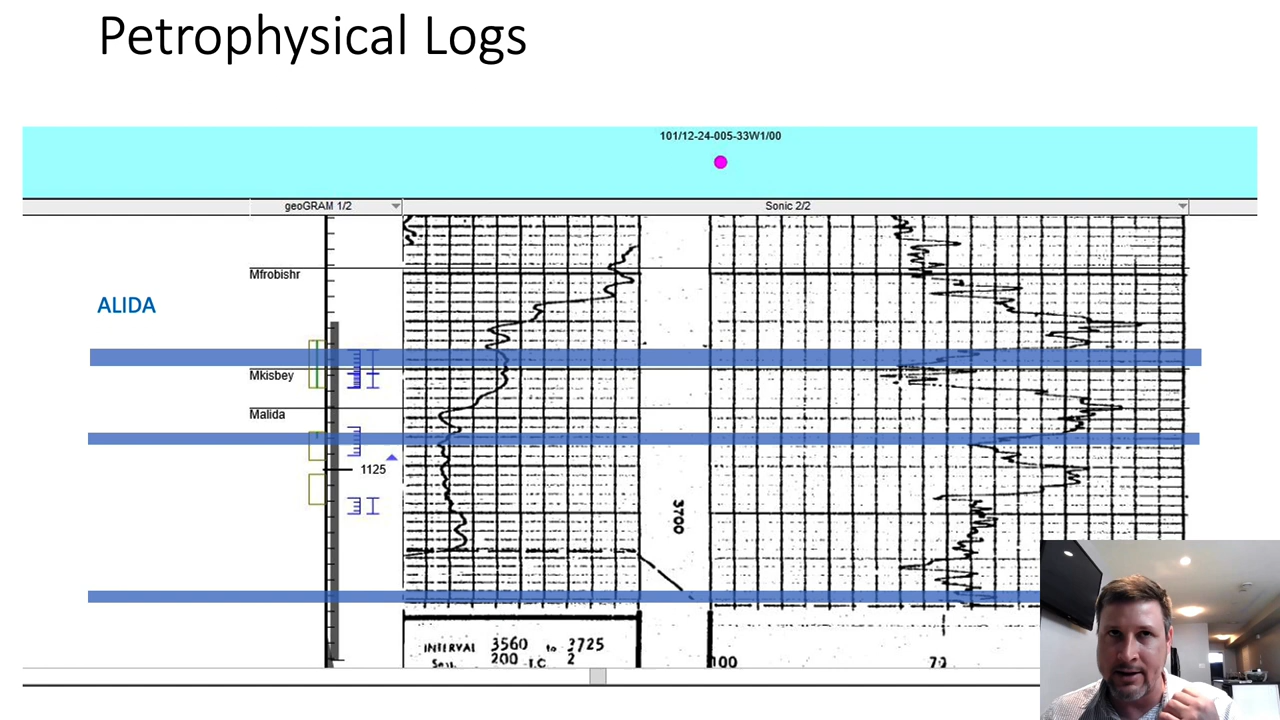 Petrophysical Logs
101/12-24-005-33W1/00
geoGRAM 1/2
Sonic 2/2
Mfrobishr
ALIDA
Mkisbey
Malida
1125
3700
INTERVAL 3560 to 3725
200 T.C 2
100